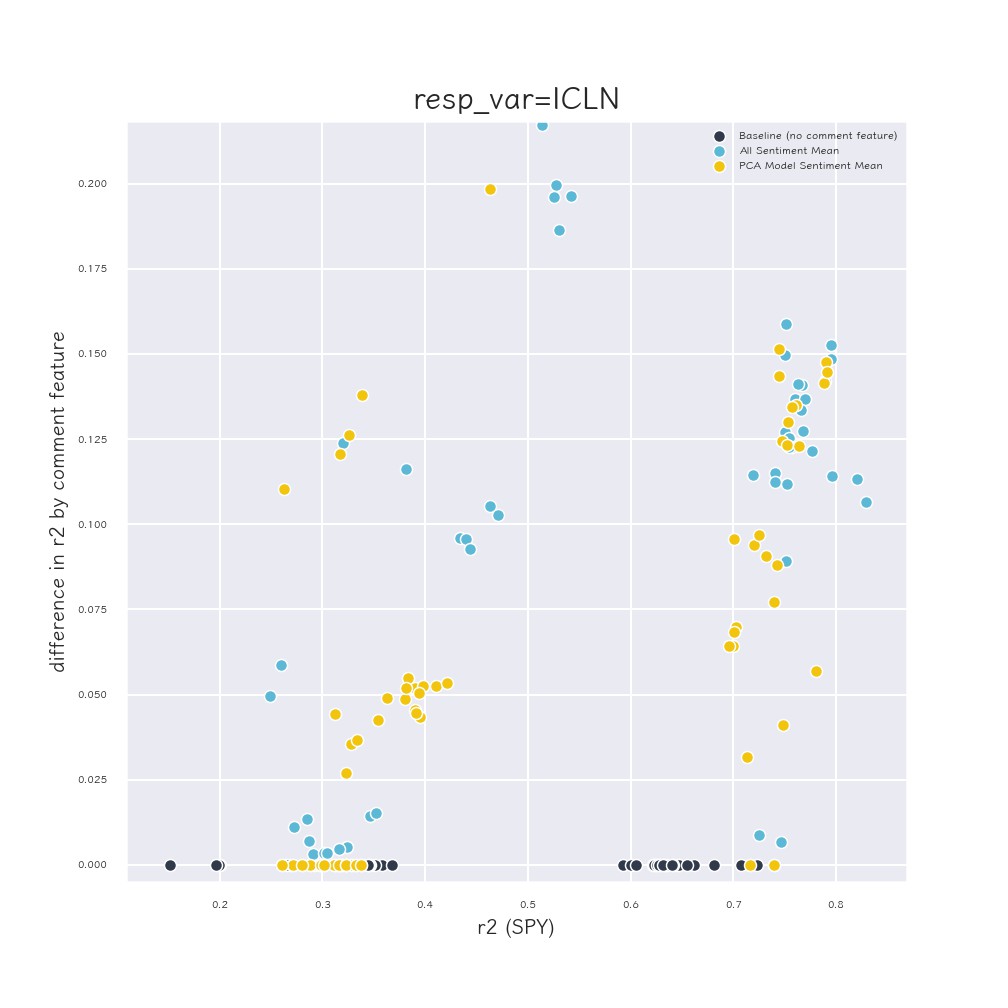 resp_var=ICLN
Baseline (no comment feature)
All Sentiment Mean
PCA Model Sentiment Mean
difference in r2 by comment feature
0.200
0.175
0.150
0.125
0.100
0.075
0.050
0.025
0.000
0.2 0.3 0.4 0.5 0.6 0.7 0.8
r2 (SPY)